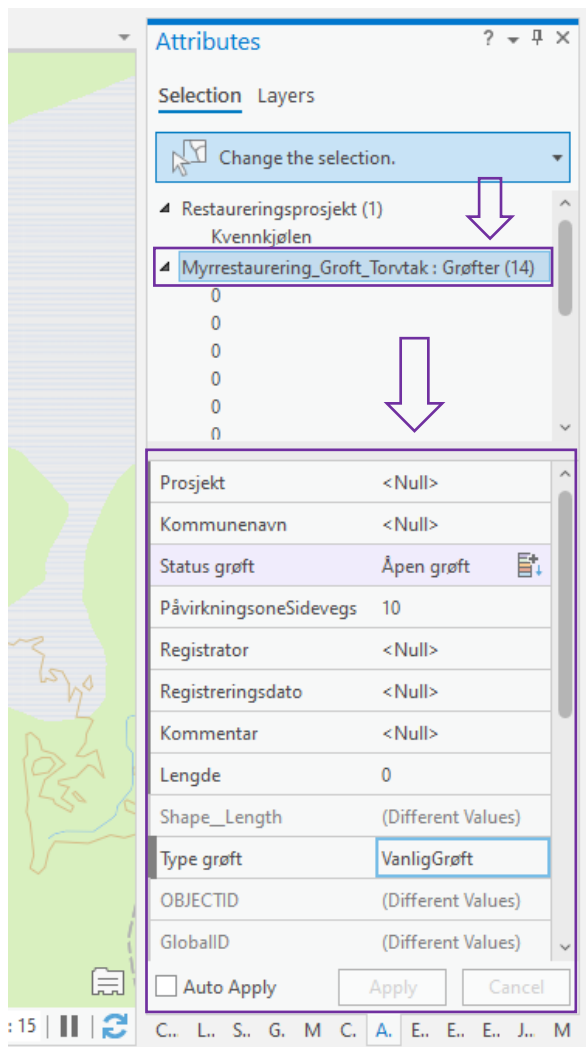 Attributes
?
Selection Layers
Change the selection.
Restaureringsprosjekt (1)
Kvennkjølen
Myrrestaurering_Groft_Torvtak : Grøfter (14)
0
0
0
0
0
0
Prosjekt <Null>
Kommunenavn <Null>
Status grøft Åpen grøft
PåvirkningsoneSidevegs 10
Registrator <Null>
Registreringsdato <Null>
Kommentar <Null>
Lengde 0
Shape__Length (Different Values)
Type grøft VanligGrøft
OBJECTID (Different Values)
GlobalID (Different Values)
Auto Apply Apply Cancel
: 15 C.. L.. S.. G. M C. A. E.. E.. E.. J.. M